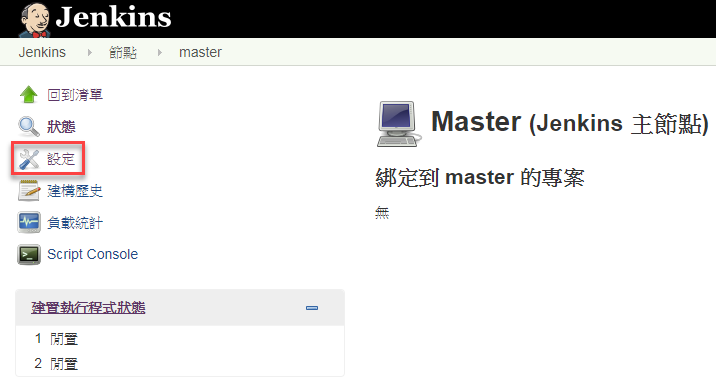 Jenkins
Jenkins 節點 master
回到清單
狀態
設定
建構歷史
負載統計
Script Console
建置執行程式狀態
1 閒置
2 閒置
Master (Jenkins 主節點)
綁定到 master 的專案
無